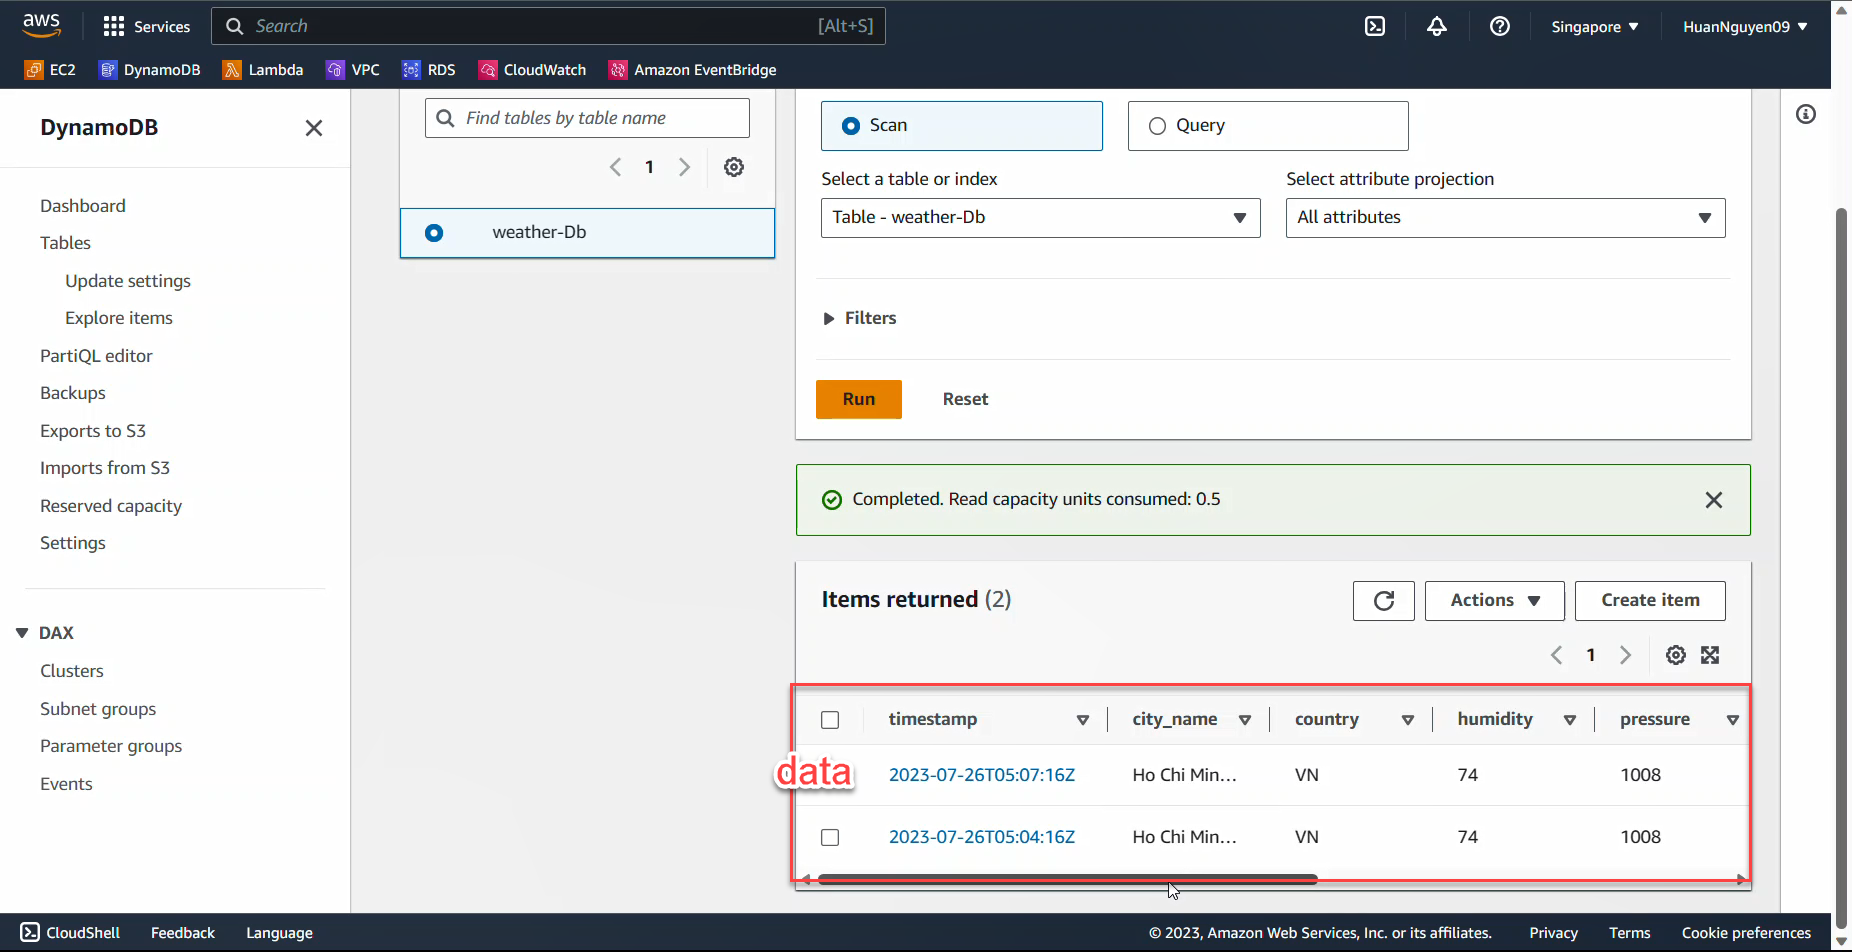 aws Services Search [Alt+S] Singapore HuanNguyen09
EC2 DynamoDB Lambda VPC RDS CloudWatch Amazon EventBridge
DynamoDB
Dashboard
Tables
Update settings
Explore items
PartiQL editor
Backups
Exports to S3
Imports from S3
Reserved capacity
Settings
DAX
Clusters
Subnet groups
Parameter groups
Events
Find tables by table name
1
weather-Db
Scan Query
Select a table or index Select attribute projection
Table - weather-Db All attributes
Filters
Run Reset
Completed. Read capacity units consumed: 0.5
Items returned (2) Actions Create item
1
timestamp city_name country humidity pressure
data
2023-07-26T05:07:16Z Ho Chi Min... VN 74 1008
2023-07-26T05:04:16Z Ho Chi Min... VN 74 1008
CloudShell Feedback Language © 2023, Amazon Web Services, Inc. or its affiliates. Privacy Terms Cookie preferences